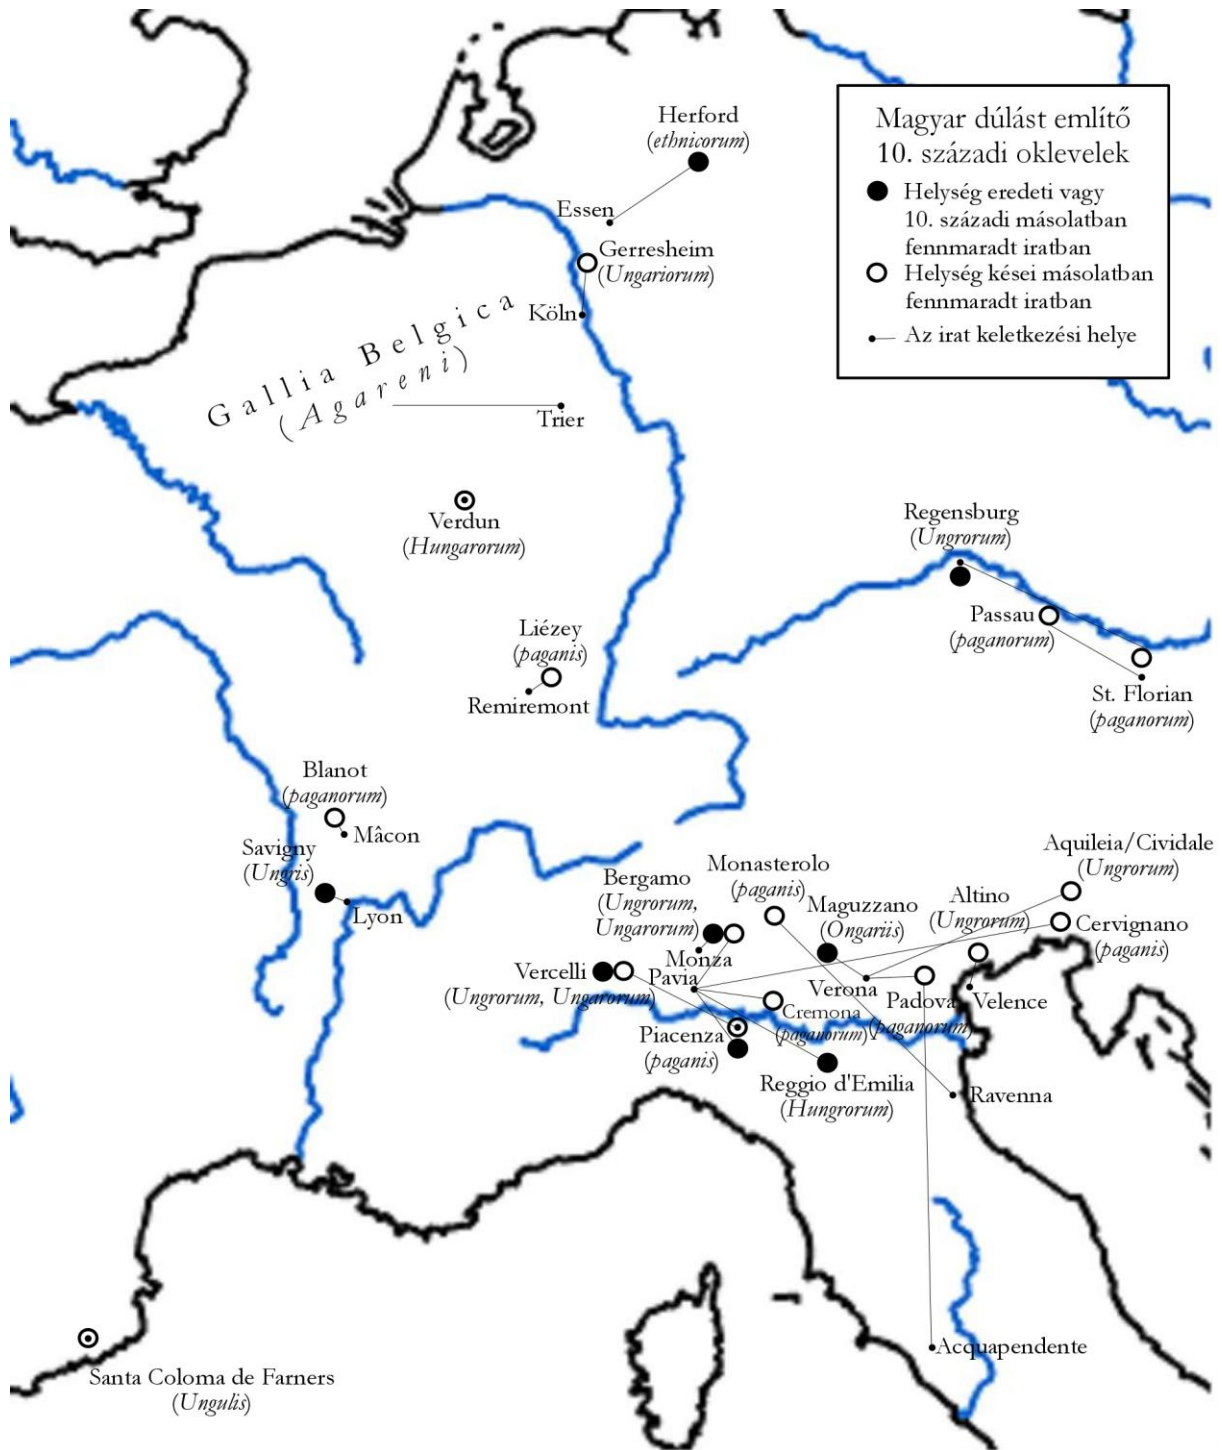 Magyar dúlást említő
10. századi oklevelek
Helység eredeti vagy
10. századi másolatban
fennmaradt iratban
Helység kései másolatban
fennmaradt iratban
Az irat keletkezési helye
Herford
(ethnicorum)
Essen
Gerresheim
(Ungariorum)
Köln
Gallia Belgica
(Agareni)
Trier
Verdun
(Hungarorum)
Regensburg
(Ungrorum)
Passau
(paganorum)
St. Florian
(paganorum)
Liézey
(paganis)
Remiremont
Blanot
(paganorum)
Mâcon
Savigny
(Ungris)
Lyon
Bergamo
(Ungrorum,
Ungarorum)
Monasterolo
(paganis)
Maguzzano
(Ongariis)
Altino
(Ungrorum)
Aquileia/Cividale
(Ungrorum)
Cervignano
(paganis)
Monza
Vercelli
(Ungrorum, Ungarorum)
Pavia
Verona
Padova
(paganorum)
Velence
Cremona
(paganorum)
Piacenza
(paganis)
Reggio d'Emilia
(Hungrorum)
Ravenna
Acquapendente
Santa Coloma de Farners
(Ungulis)